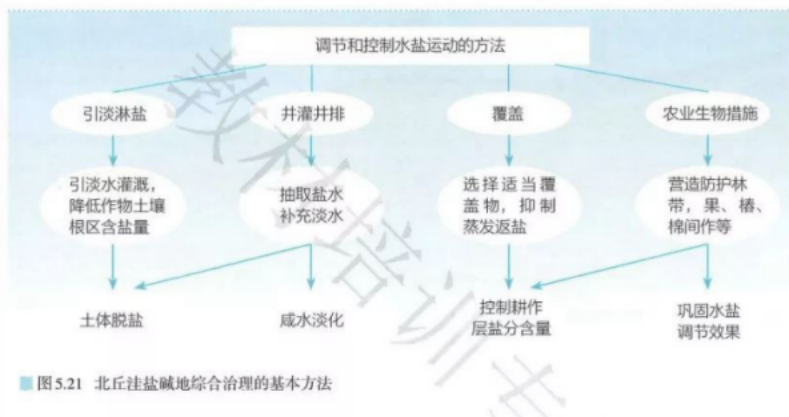 调节和控制水盐运动的方法
引淡淋盐
井灌井排
覆盖
农业生物措施
引淡水灌溉，
降低作物土壤
根区含盐量
抽取盐水
补充淡水
选择适当覆
盖物，抑制
蒸发返盐
营造防护林
带，果、椿、
棉间作等
土体脱盐
咸水淡化
控制耕作
层盐分含量
巩固水盐
调节效果
图5.21 北丘洼盐碱地综合治理的基本方法
教材培训专